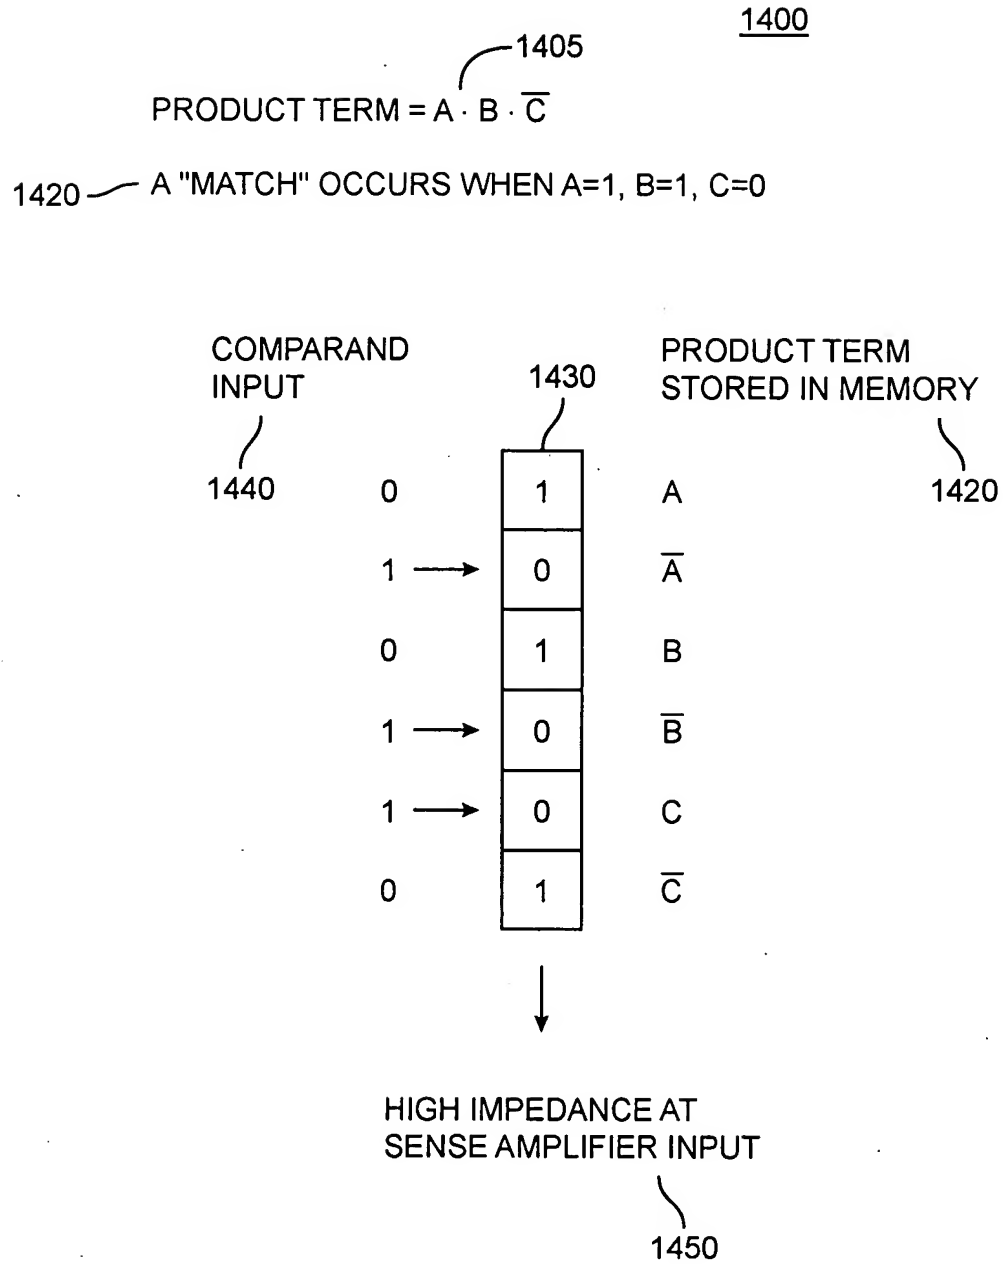 1400
1405
PRODUCT TERM = A · B · C̅
1420
A "MATCH" OCCURS WHEN A=1, B=1, C=0
COMPARAND
INPUT
1430
PRODUCT TERM
STORED IN MEMORY
1440
1420
0 1 A
1 0 A̅
0 1 B
1 0 B̅
1 0 C
0 1 C̅
HIGH IMPEDANCE AT
SENSE AMPLIFIER INPUT
1450